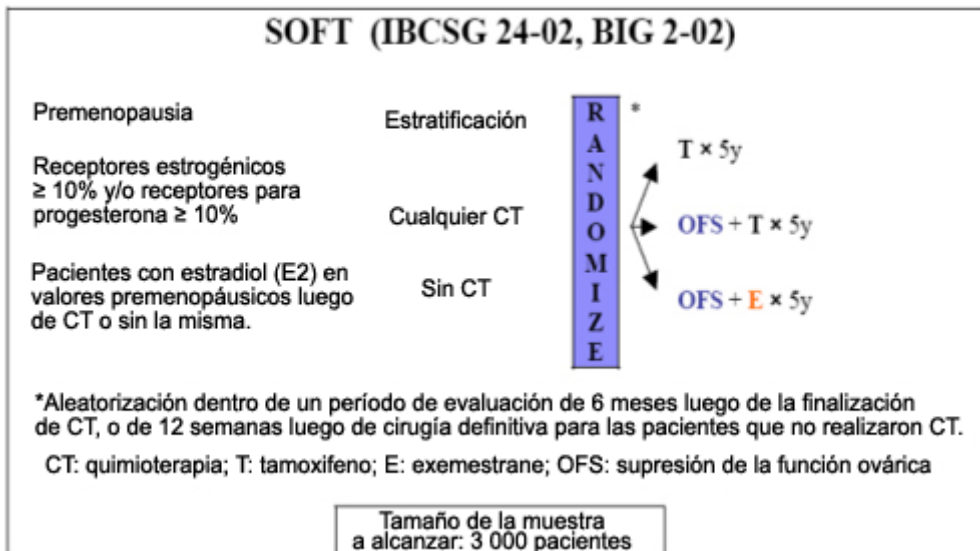 SOFT (IBCSG 24-02, BIG 2-02)
Premenopausia
Receptores estrogénicos
≥ 10% y/o receptores para
progesterona ≥ 10%
Pacientes con estradiol (E2) en
valores premenopáusicos luego
de CT o sin la misma.
Estratificación
Cualquier CT
Sin CT
RANDOMIZE
*
T × 5y
OFS + T × 5y
OFS + E × 5y
*Aleatorización dentro de un período de evaluación de 6 meses luego de la finalización
de CT, o de 12 semanas luego de cirugía definitiva para las pacientes que no realizaron CT.
CT: quimioterapia; T: tamoxifeno; E: exemestrane; OFS: supresión de la función ovárica
Tamaño de la muestra
a alcanzar: 3 000 pacientes